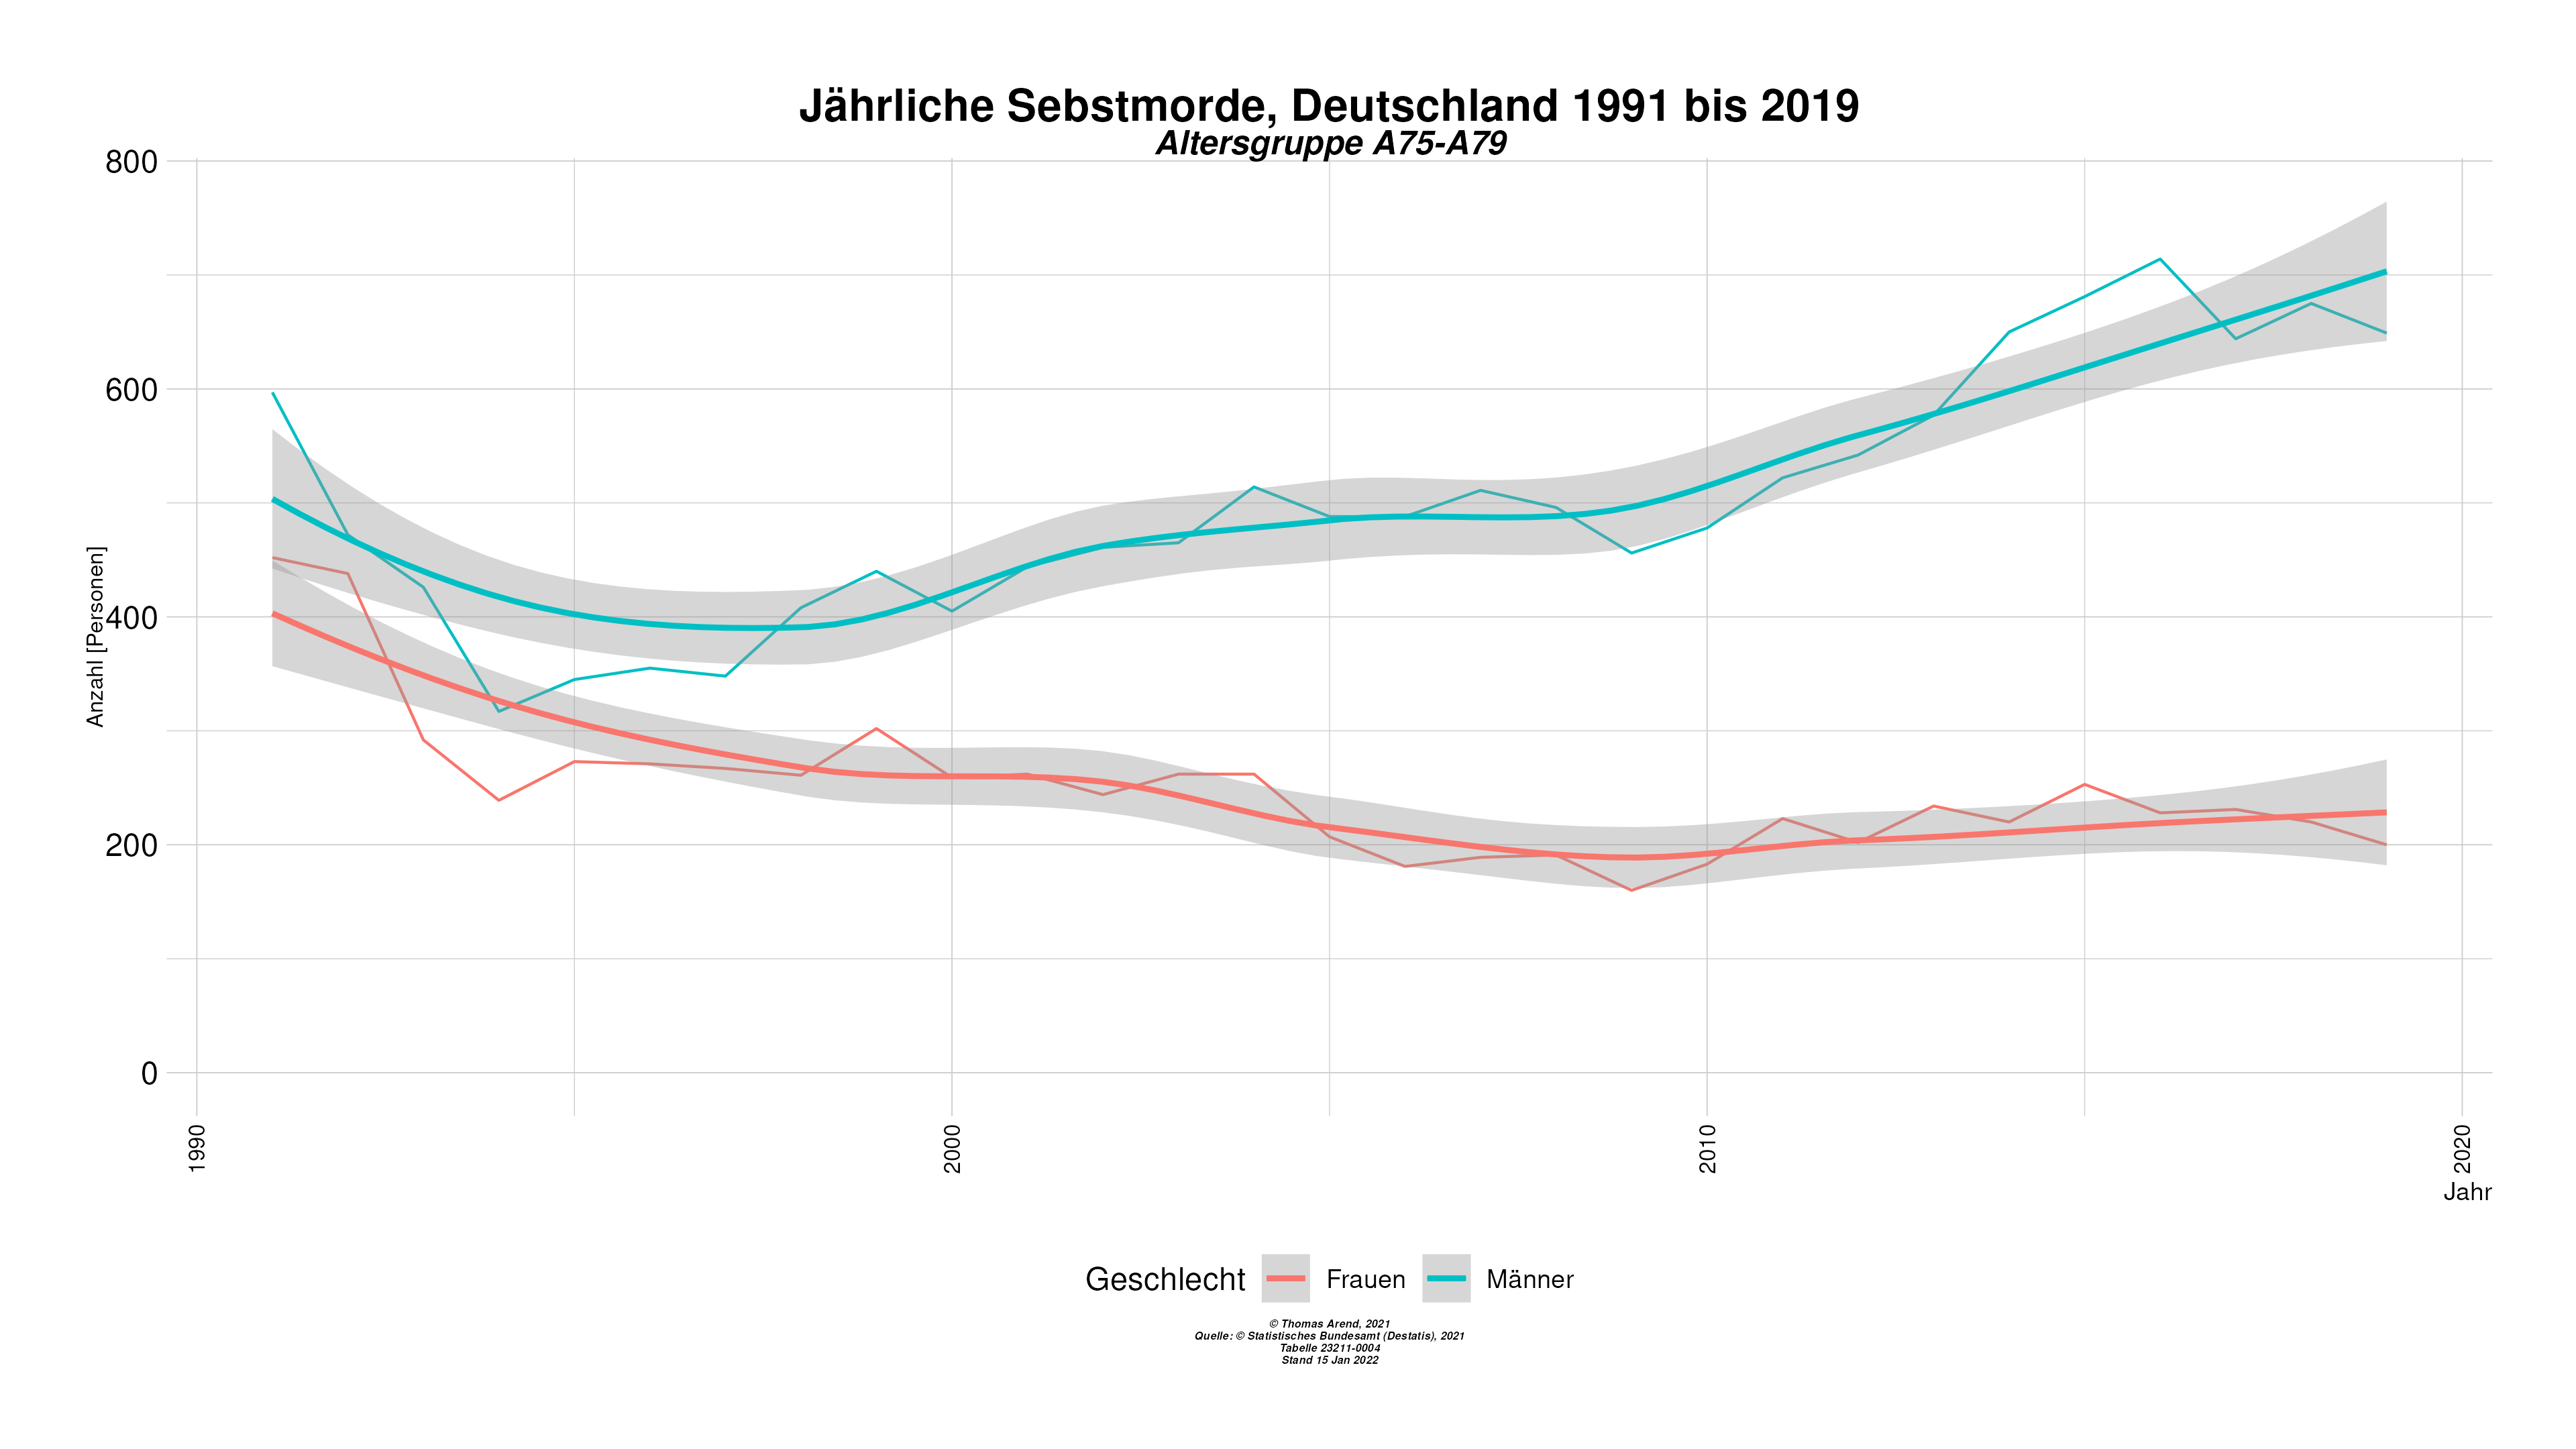 Jährliche Sebstmorde, Deutschland 1991 bis 2019
Altersgruppe A75-A79
800
600
400
200
0
Anzahl [Personen]
1990
2000
2010
2020
Jahr
Geschlecht Frauen Männer
© Thomas Arend, 2021
Quelle: © Statistisches Bundesamt (Destatis), 2021
Tabelle 23211-0004
Stand 15 Jan 2022